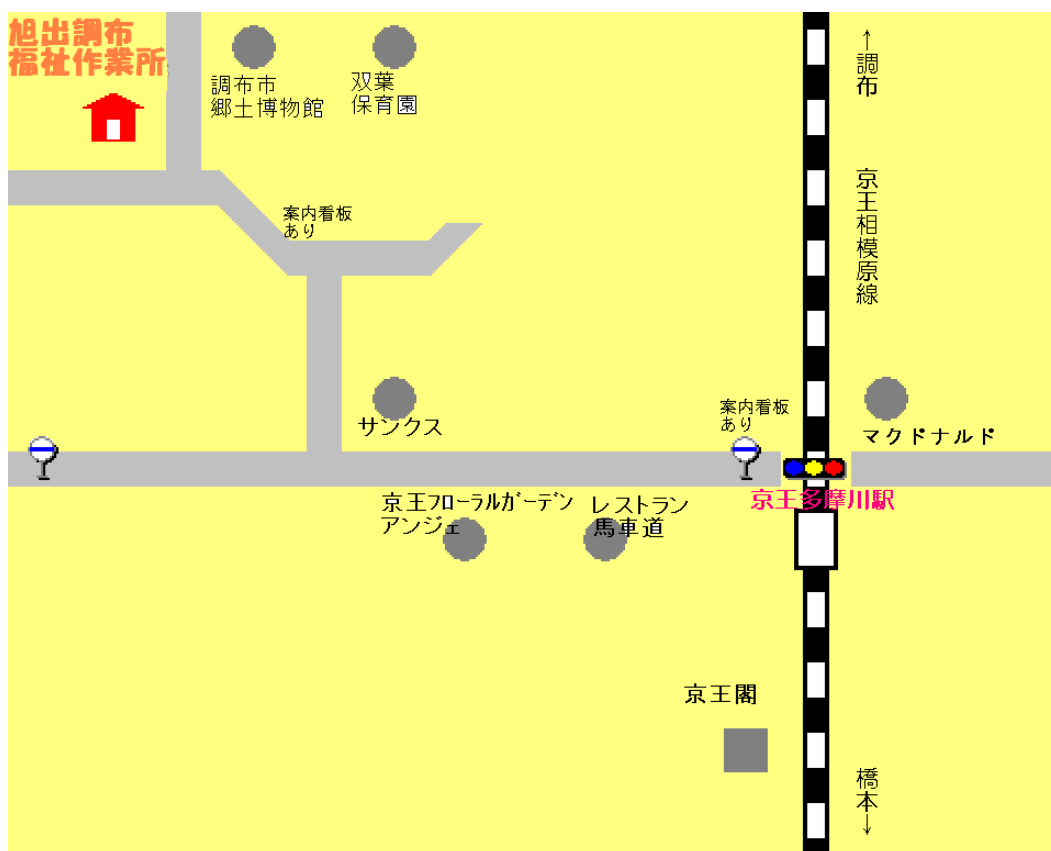 旭出調布
福祉作業所
調布市
郷土博物館
双葉
保育園
↑調布
京王相模原線
案内看板
あり
サンクス
案内看板
あり
マクドナルド
京王多摩川駅
京王フローラルガーデン
アンジェ
レストラン
馬車道
京王閣
橋本↓